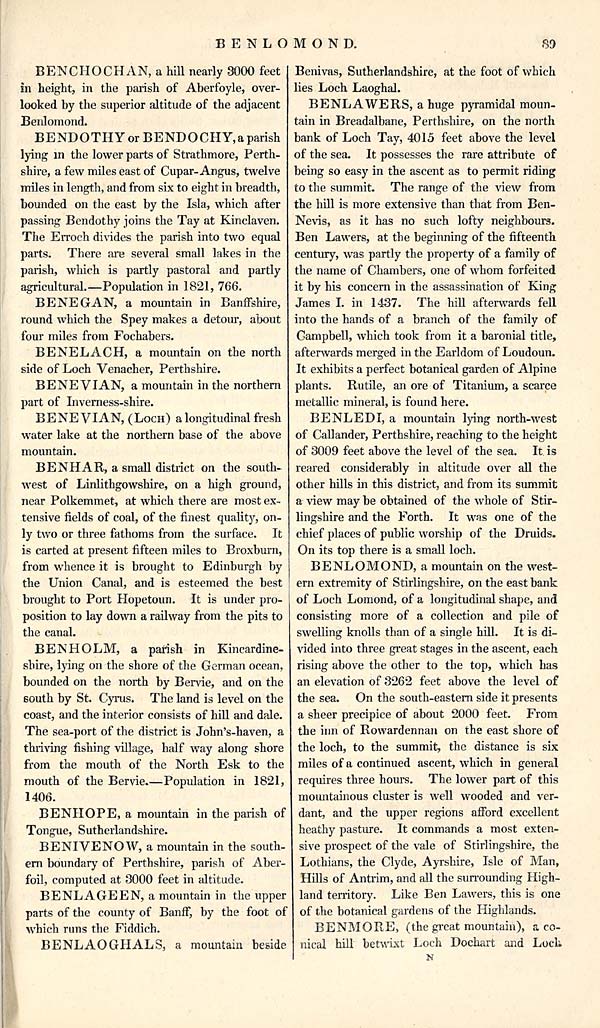 BENLOMOND. 89
BENCHOCHAN, a hill nearly 3000 feet
in height, in the parish of Aberfoyle, over-
looked by the superior altitude of the adjacent
Benlomond.
BENDOTHY or BENDOCHY, a parish
lying in the lower parts of Strathmore, Perth-
shire, a few miles east of Cupar-Angus, twelve
miles in length, and from six to eight in breadth,
bounded on the east by the Isla, which after
passing Bendothy joins the Tay at Kinclaven.
The Erroch divides the parish into two equal
parts. There are several small lakes in the
parish, which is partly pastoral and partly
agricultural.—Population in 1821, 766.
BENEGAN, a mountain in Banffshire,
round which the Spey makes a detour, about
four miles from Fochabers.
BENELACH, a mountain on the north
side of Loch Venacher, Perthshire.
BENEVIAN, a mountain in the northern
part of Inverness-shire.
BENEVIAN, (LOCH) a longitudinal fresh
water lake at the northern base of the above
mountain.
BENHAR, a small district on the south-
west of Linlithgowshire, on a high ground,
near Polkemmet, at which there are most ex-
tensive fields of coal, of the finest quality, on-
ly two or three fathoms from the surface. It
is carted at present fifteen miles to Broxburn,
from whence it is brought to Edinburgh by
the Union Canal, and is esteemed the best
brought to Port Hopetoun. It is under pro-
position to lay down a railway from the pits to
the canal.
BENHOLM, a parish in Kincardine-
shire, lying on the shore of the German ocean,
bounded on the north by Bervie, and on the
south by St. Cyrus. The land is level on the
coast, and the interior consists of hill and dale.
The sea-port of the district is John's-haven, a
thriving fishing village, half way along shore
from the mouth of the North Esk to the
mouth of the Bervie.—Population in 1821,
1406.
BENHOPE, a mountain in the parish of
Tongue, Sutherlandshire.
BENIVENOW, a mountain in the south-
ern boundary of Perthshire, parish of Aber-
foil, computed at 3000 feet in altitude.
BENLAGEEN, a mountain in the upper
parts of the county of Banff, by the foot of
which runs the Fiddich.
BENLAOGHALS, a mountain beside
Benivas, Sutherlandshire, at the foot of which
lies Loch Laoghal.
BENLAWERS, a huge pyramidal moun-
tain in Breadalbane, Perthshire, on the north
bank of Loch Tay, 4015 feet above the level
of the sea. It possesses the rare attribute of
being so easy in the ascent as to permit riding
to the summit. The range of the view from
the hill is more extensive than that from Ben-
Nevis, as it has no such lofty neighbours.
Ben Lawers, at the beginning of the fifteenth
century, was partly the property of a family of
the name of Chambers, one of whom forfeited
it by his concern in the assassination of King
James I. in 1437. The hill afterwards fell
into the hands of a branch of the family of
Campbell, which took from it a baronial title,
afterwards merged in the Earldom of Loudoun.
It exhibits a perfect botanical garden of Alpine
plants. Rutile, an ore of Titanium, a scarce
metallic mineral, is found here.
BENLEDI, a mountain lying north-west
of Callander, Perthshire, reaching to the height
of 3009 feet above the level of the sea. It is
reared considerably in altitude over all the
other hills in this district, and from its summit
a view may be obtained of the whole of Stir-
lingshire and the Forth. It was one of the
chief places of public worship of the Druids.
On its top there is a small loch.
BENLOMOND, a mountain on the west-
ern extremity of Stirlingshire, on the east bank
of Loch Lomond, of a longitudinal shape, and
consisting more of a collection and pile of
swelling knolls than of a single hill. It is di-
vided into three great stages in the ascent, each
rising above the other to the top, which has
an elevation of 3262 feet above the level of
the sea. On the south-eastern side it presents
a sheer precipice of about 2000 feet. From
the inn of Rowardennan on the east shore of
the loch, to the summit, the distance is six
miles of a continued ascent, which in general
requires three hours. The lower part of this
mountainous cluster is well wooded and ver-
dant, and the upper regions afford excellent
heathy pasture. It commands a most exten-
sive prospect of the vale of Stirlingshire, the
Lothians, the Clyde, Ayrshire, Isle of Man,
Hills of Antrim, and all the surrounding High-
land territory. Like Ben Lawers, this is one
of the botanical gardens of the Highlands.
BENMORE, (the great mountain), a co-
nical hill betwixt Loch Dochart and Loch
N